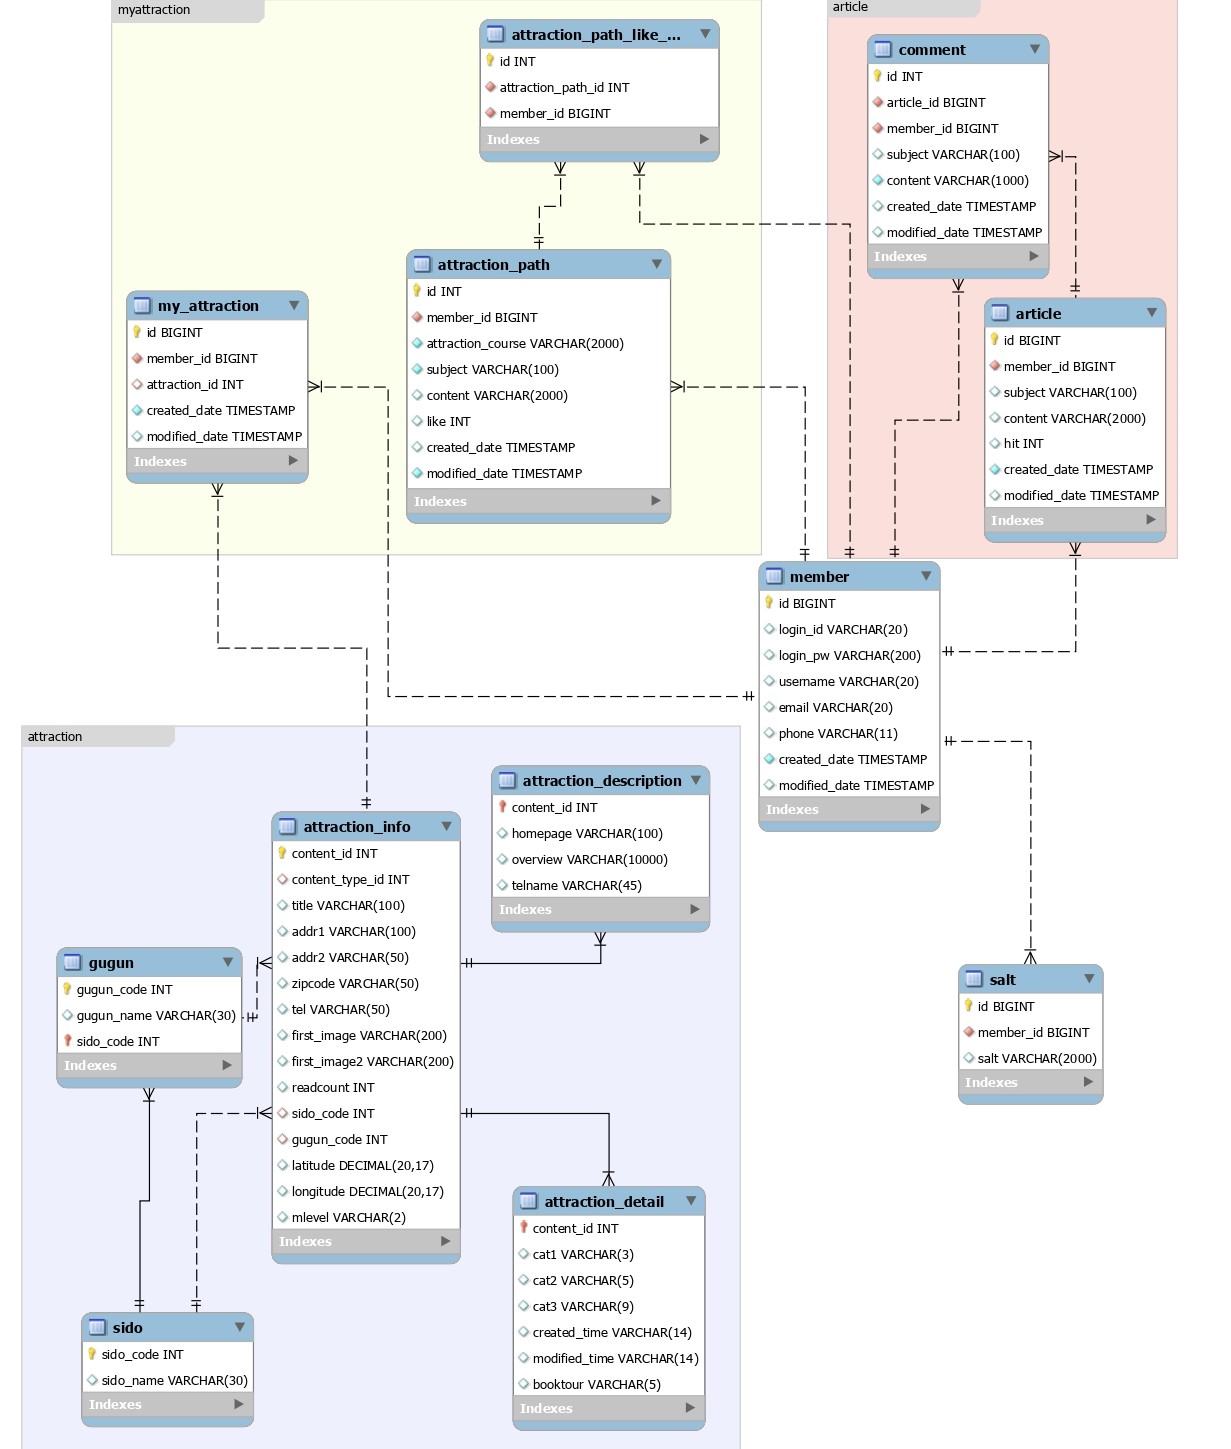 myattraction
attraction_path_like_...
id INT
attraction_path_id INT
member_id BIGINT
Indexes
attraction_path
id INT
member_id BIGINT
attraction_course VARCHAR(2000)
subject VARCHAR(100)
content VARCHAR(2000)
like INT
created_date TIMESTAMP
modified_date TIMESTAMP
Indexes
my_attraction
id BIGINT
member_id BIGINT
attraction_id INT
created_date TIMESTAMP
modified_date TIMESTAMP
Indexes
article
comment
id INT
article_id BIGINT
member_id BIGINT
subject VARCHAR(100)
content VARCHAR(1000)
created_date TIMESTAMP
modified_date TIMESTAMP
Indexes
article
id BIGINT
member_id BIGINT
subject VARCHAR(100)
content VARCHAR(2000)
hit INT
created_date TIMESTAMP
modified_date TIMESTAMP
Indexes
member
id BIGINT
login_id VARCHAR(20)
login_pw VARCHAR(200)
username VARCHAR(20)
email VARCHAR(20)
phone VARCHAR(11)
created_date TIMESTAMP
modified_date TIMESTAMP
Indexes
attraction
attraction_description
content_id INT
homepage VARCHAR(100)
overview VARCHAR(10000)
telname VARCHAR(45)
Indexes
attraction_info
content_id INT
content_type_id INT
title VARCHAR(100)
addr1 VARCHAR(100)
addr2 VARCHAR(50)
zipcode VARCHAR(50)
tel VARCHAR(50)
first_image VARCHAR(200)
first_image2 VARCHAR(200)
readcount INT
sido_code INT
gugun_code INT
latitude DECIMAL(20,17)
longitude DECIMAL(20,17)
mlevel VARCHAR(2)
Indexes
gugun
gugun_code INT
gugun_name VARCHAR(30)
sido_code INT
Indexes
salt
id BIGINT
member_id BIGINT
salt VARCHAR(2000)
Indexes
attraction_detail
content_id INT
cat1 VARCHAR(3)
cat2 VARCHAR(5)
cat3 VARCHAR(9)
created_time VARCHAR(14)
modified_time VARCHAR(14)
booktour VARCHAR(5)
Indexes
sido
sido_code INT
sido_name VARCHAR(30)
Indexes